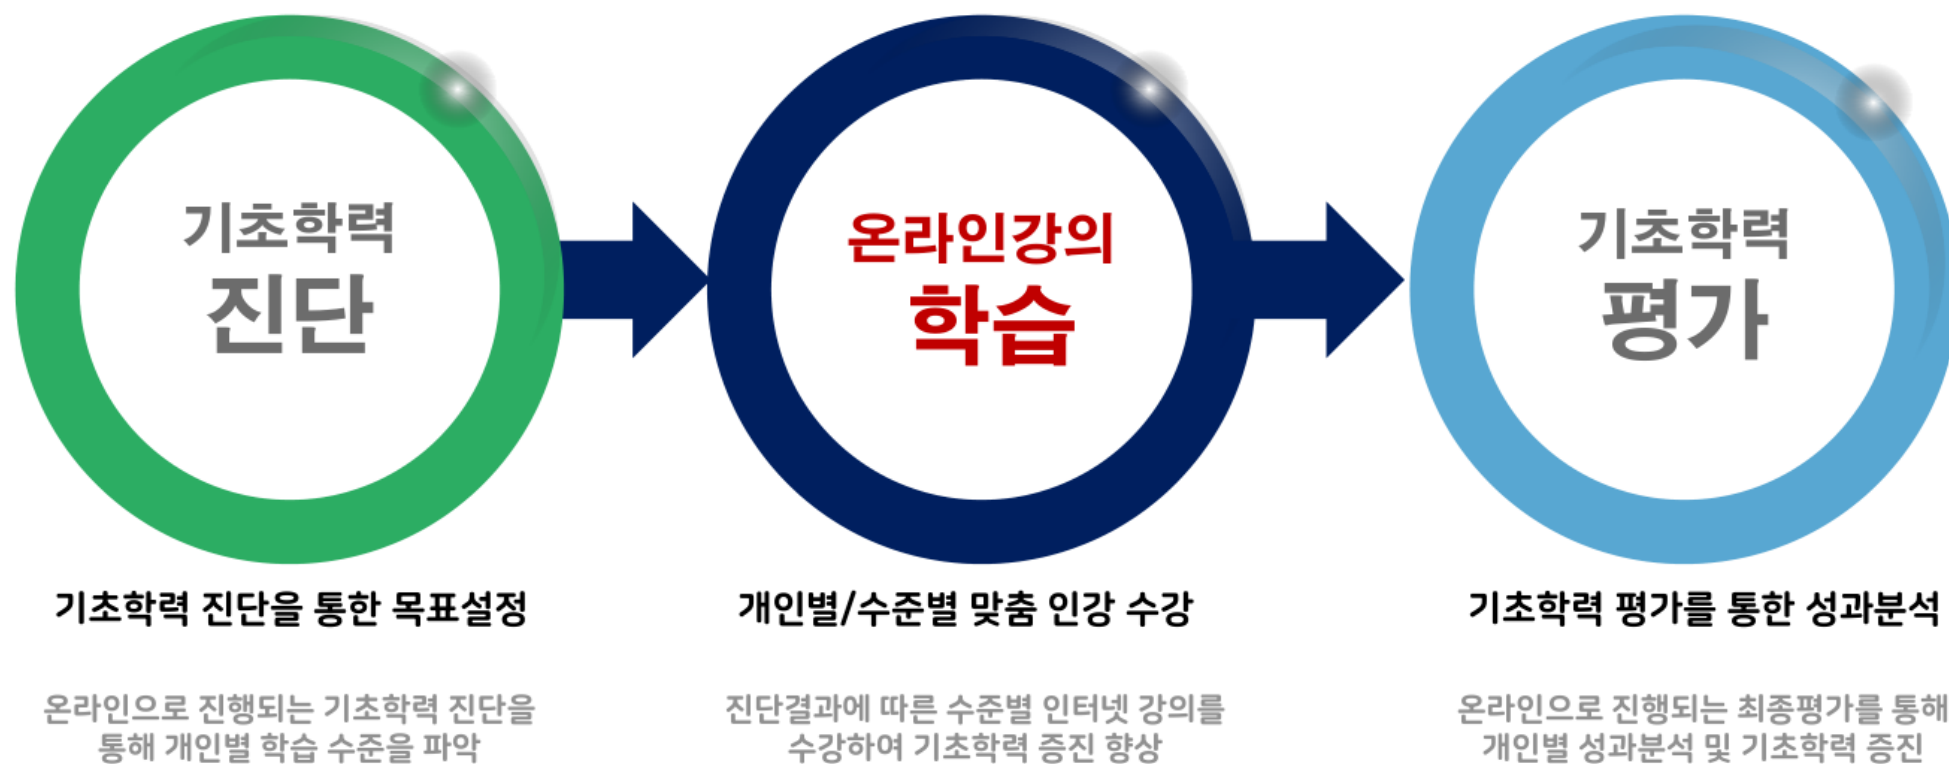 기초학력
진단
온라인강의
학습
기초학력
평가
기초학력 진단을 통한 목표설정
개인별/수준별 맞춤 인강 수강
기초학력 평가를 통한 성과분석
온라인으로 진행되는 기초학력 진단을
통해 개인별 학습 수준을 파악
진단결과에 따른 수준별 인터넷 강의를
수강하여 기초학력 증진 향상
온라인으로 진행되는 최종평가를 통해
개인별 성과분석 및 기초학력 증진